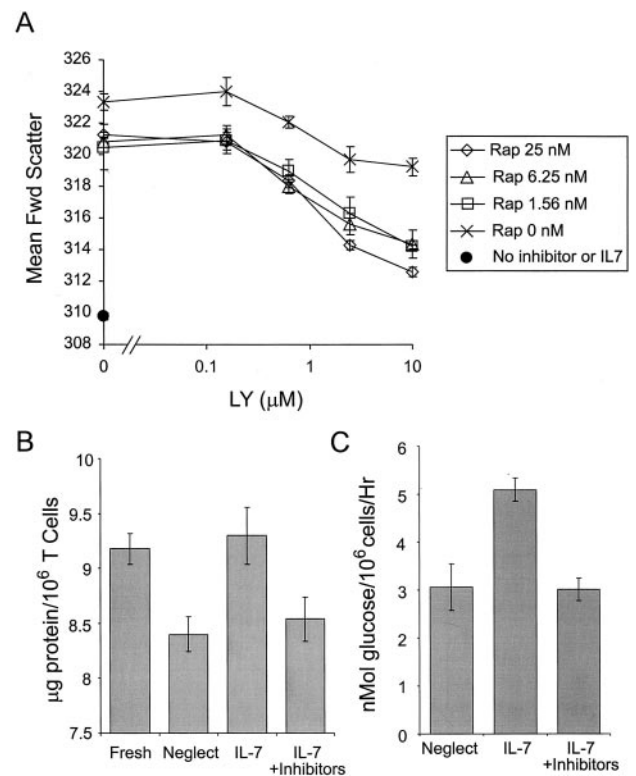 A
Mean Fwd Scatter
326
324
322
320
318
316
314
312
310
308
0
0.1
1
10
LY (μM)
Rap 25 nM
Rap 6.25 nM
Rap 1.56 nM
Rap 0 nM
No inhibitor or IL7
B
μg protein/10⁶ T Cells
10
9.5
9
8.5
8
7.5
Fresh
Neglect
IL-7
IL-7
+Inhibitors
C
nMol glucose/10⁶cells/Hr
6
5
4
3
2
1
0
Neglect
IL-7
IL-7
+Inhibitors